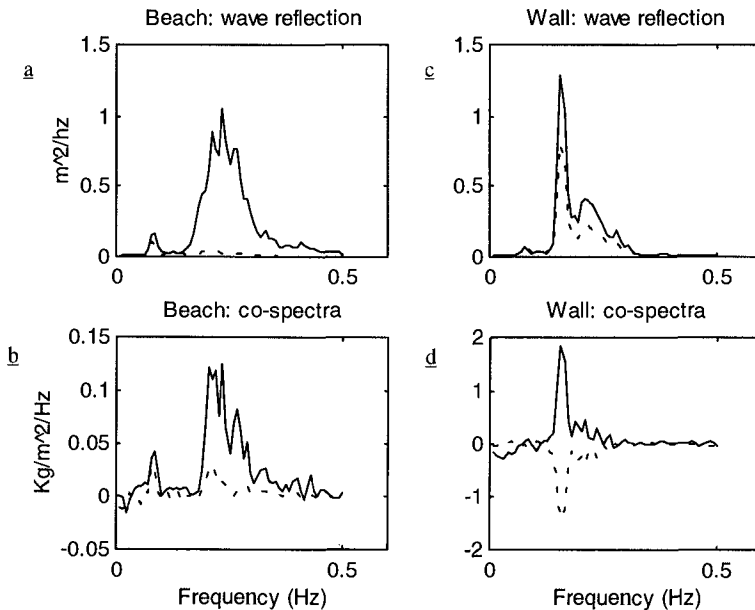 Beach: wave reflection
a
1.5
1
0.5
0
m^2/hz
0
0.5
Wall: wave reflection
c
1.5
1
0.5
0
0
0.5
Beach: co-spectra
b
0.15
0.1
0.05
0
-0.05
Kg/m^2/Hz
0
0.5
Frequency (Hz)
Wall: co-spectra
d
2
1
0
-1
-2
0
0.5
Frequency (Hz)